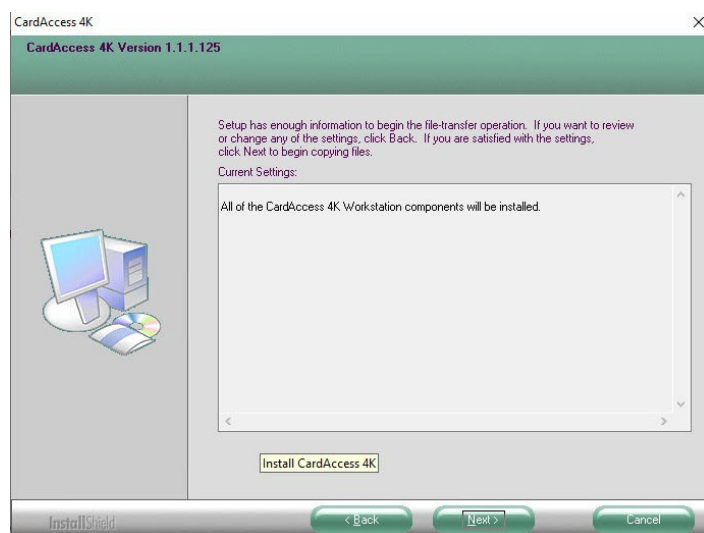 CardAccess 4K
CardAccess 4K Version 1.1.1.125
Setup has enough information to begin the file-transfer operation. If you want to review
or change any of the settings, click Back. If you are satisfied with the settings,
click Next to begin copying files.
Current Settings:
All of the CardAccess 4K Workstation components will be installed.
Install CardAccess 4K
InstallShield
< Back
Next >
Cancel